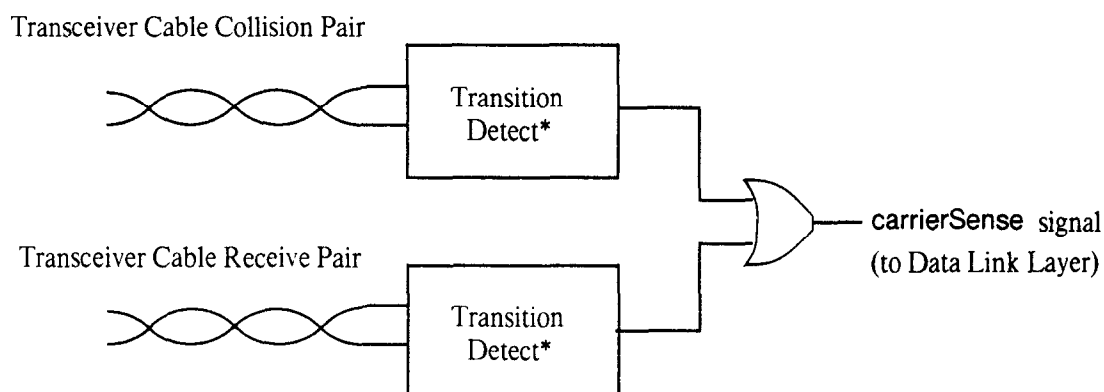 Transceiver Cable Collision Pair
Transition
Detect*
carrierSense signal
(to Data Link Layer)
Transceiver Cable Receive Pair
Transition
Detect*